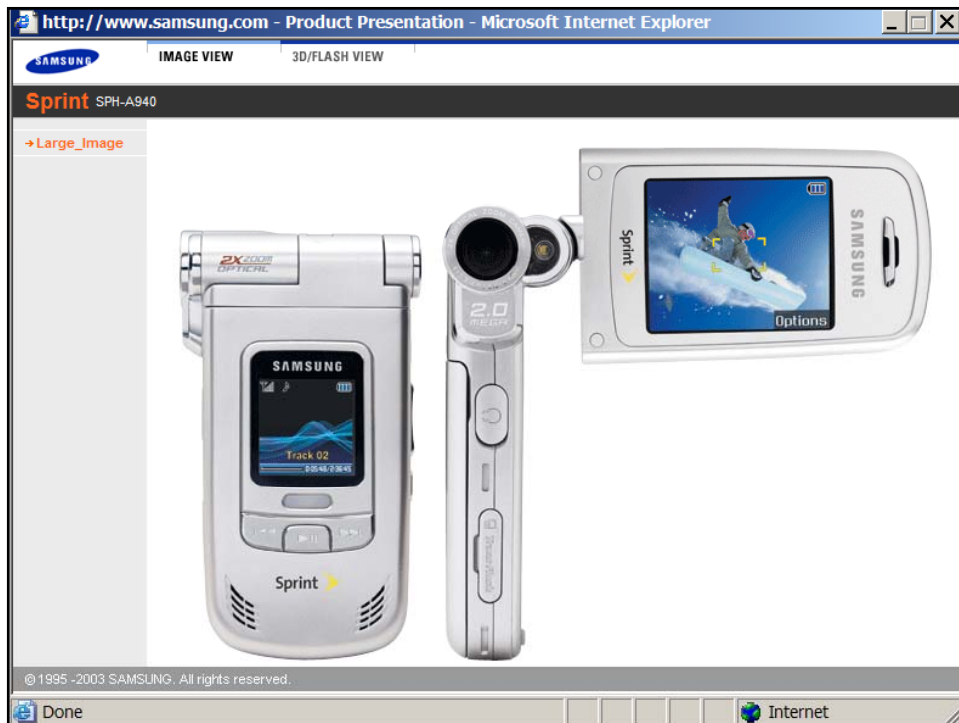 http://www.samsung.com - Product Presentation - Microsoft Internet Explorer
SAMSUNG
IMAGE VIEW
3D/FLASH VIEW
Sprint SPH-A940
Large_Image
2X ZOOM
OPTICAL
SAMSUNG
Track 02
Sprint
2.0
MEGA
Sprint
SAMSUNG
Options
© 1995 -2003 SAMSUNG. All rights reserved.
Done
Internet